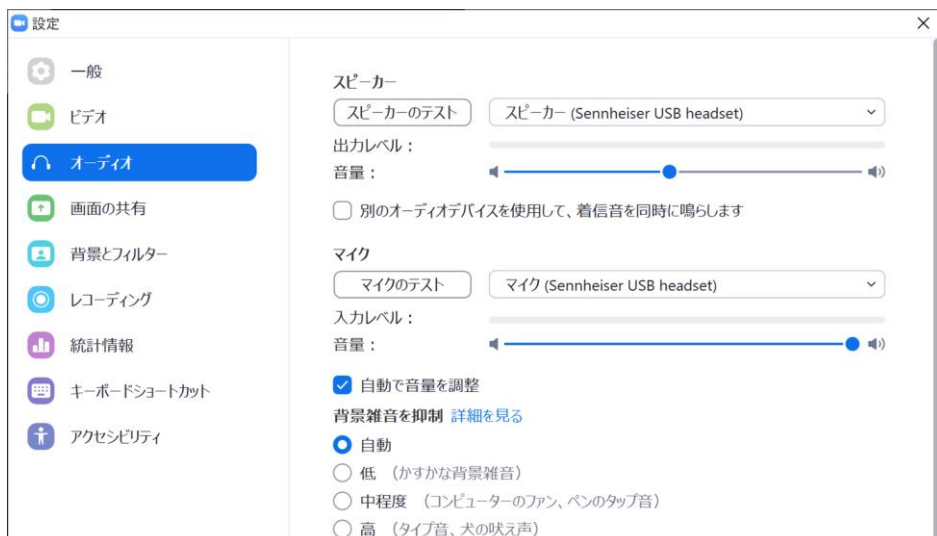 設定
一般
ビデオ
オーディオ
画面の共有
背景とフィルター
レコーディング
統計情報
キーボードショートカット
アクセシビリティ
スピーカー
スピーカーのテスト スピーカー (Sennheiser USB headset)
出力レベル：
音量：
別のオーディオデバイスを使用して、着信音を同時に鳴らします
マイク
マイクのテスト マイク (Sennheiser USB headset)
入力レベル：
音量：
自動で音量を調整
背景雑音を抑制 詳細を見る
自動
低 （かすかな背景雑音）
中程度 （コンピューターのファン、ペンのタップ音）
高 （タイプ音、犬の吠え声）